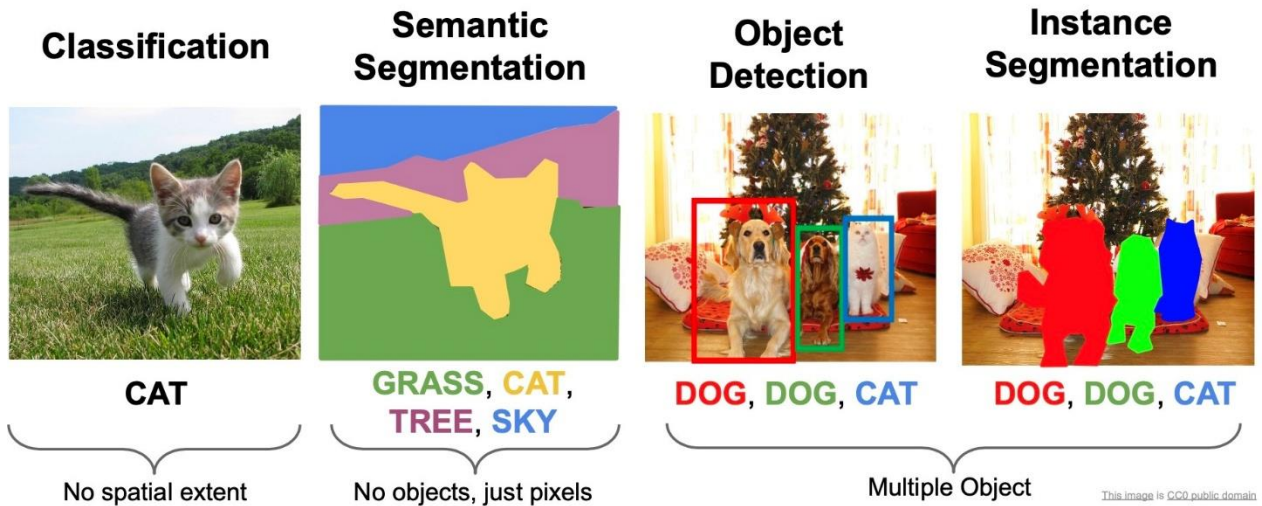 Classification
Semantic
Segmentation
Object
Detection
Instance
Segmentation
CAT
GRASS, CAT,
TREE, SKY
DOG, DOG, CAT
DOG, DOG, CAT
No spatial extent
No objects, just pixels
Multiple Object
This image is CC0 public domain